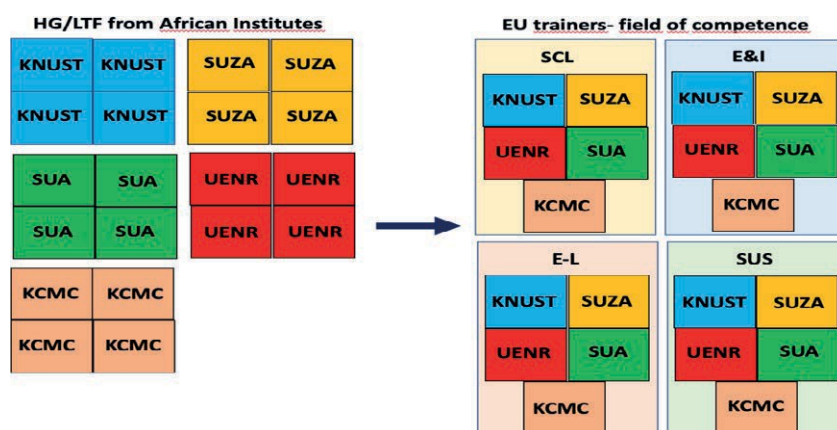 HG/LTF from African Institutes
KNUST KNUST
KNUST KNUST
SUZA SUZA
SUZA SUZA
SUA SUA
SUA SUA
UENR UENR
UENR UENR
KCMC KCMC
KCMC KCMC
EU trainers- field of competence
SCL
KNUST SUZA
UENR SUA
KCMC
E&I
KNUST SUZA
UENR SUA
KCMC
E-L
KNUST SUZA
UENR SUA
KCMC
SUS
KNUST SUZA
UENR SUA
KCMC